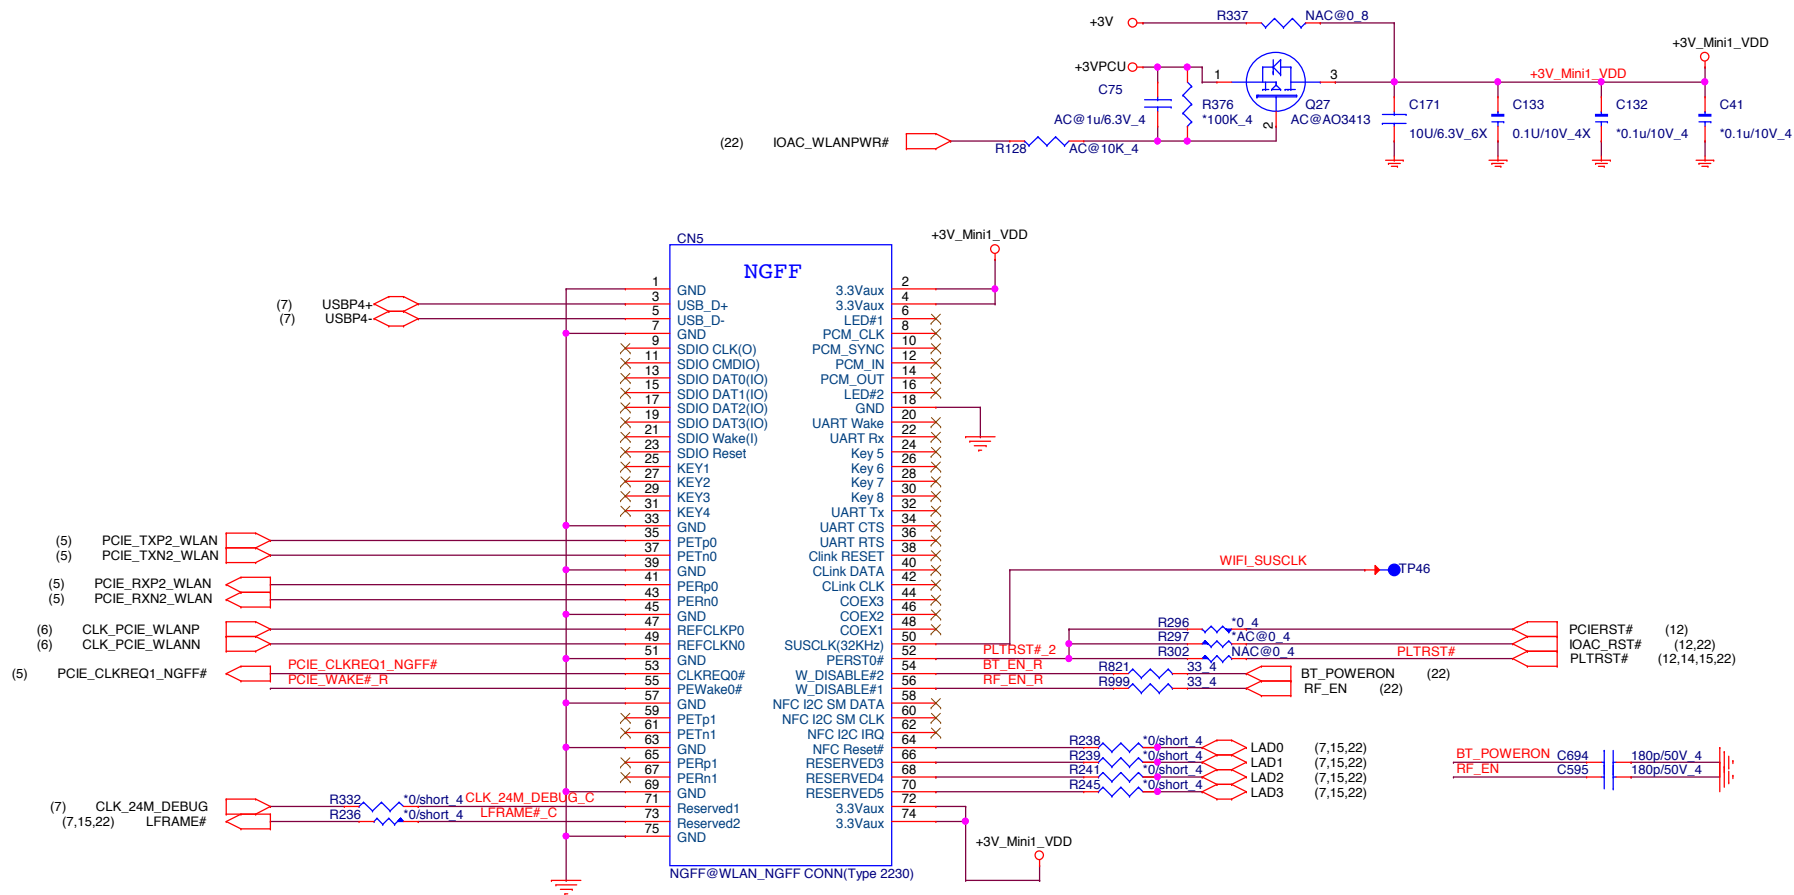 +3V R337 NAC@0_8
+3V_Mini1_VDD
+3VPCU 1 3 +3V_Mini1_VDD
C75 R376 Q27 C171 C133 C132 C41
AC@1u/6.3V_4 *100K_4 2 AC@AO3413 10U/6.3V_6X 0.1U/10V_4X *0.1u/10V_4 *0.1u/10V_4
(22) IOAC_WLANPWR# R128 AC@10K_4
CN5 +3V_Mini1_VDD
NGFF
1 GND 3.3Vaux 2
(7) USBP4+ 3 USB_D+ 3.3Vaux 4
(7) USBP4- 5 USB_D- LED#1 6
7 GND PCM_CLK 8
9 SDIO CLK(O) PCM_SYNC 10
11 SDIO CMDIO) PCM_IN 12
13 SDIO DAT0(IO) PCM_OUT 14
15 SDIO DAT1(IO) LED#2 16
17 SDIO DAT2(IO) GND 18
19 SDIO DAT3(IO) UART Wake 20
21 SDIO Wake(I) UART Rx 22
23 SDIO Reset Key 5 24
25 KEY1 Key 6 26
27 KEY2 Key 7 28
29 KEY3 Key 8 30
31 KEY4 UART Tx 32
33 GND UART CTS 34
(5) PCIE_TXP2_WLAN 35 PETp0 UART RTS 36
(5) PCIE_TXN2_WLAN 37 PETn0 Clink RESET 38
39 GND CLink DATA 40 WIFI_SUSCLK TP46
(5) PCIE_RXP2_WLAN 41 PERp0 CLink CLK 42
(5) PCIE_RXN2_WLAN 43 PERn0 COEX3 44
45 GND COEX2 46
(6) CLK_PCIE_WLANP 47 REFCLKP0 COEX1 48 R296 *0_4 PCIERST# (12)
(6) CLK_PCIE_WLANN 49 REFCLKN0 SUSCLK(32KHz) 50 R297 *AC@0_4 IOAC_RST# (12,22)
51 GND PERST0# 52 PLTRST#_2 R302 NAC@0_4 PLTRST# PLTRST# (12,14,15,22)
(5) PCIE_CLKREQ1_NGFF# PCIE_CLKREQ1_NGFF# 53 CLKREQ0# W_DISABLE#2 54 BT_EN_R R821 33_4 BT_POWERON (22)
PCIE_WAKE#_R 55 PEWake0# W_DISABLE#1 56 RF_EN_R R999 33_4 RF_EN (22)
57 GND NFC I2C SM DATA 58
59 PETp1 NFC I2C SM CLK 60
61 PETn1 NFC I2C IRQ 62
63 GND NFC Reset# 64 R238 *0/short_4 LAD0 (7,15,22)
65 PERp1 RESERVED3 66 R239 *0/short_4 LAD1 (7,15,22) BT_POWERON C694 180p/50V_4
67 PERn1 RESERVED4 68 R241 *0/short_4 LAD2 (7,15,22) RF_EN C595 180p/50V_4
69 GND RESERVED5 70 R245 *0/short_4 LAD3 (7,15,22)
(7) CLK_24M_DEBUG R332 *0/short_4 CLK_24M_DEBUG_C 71 Reserved1 3.3Vaux 72
(7,15,22) LFRAME# R236 *0/short_4 LFRAME#_C 73 Reserved2 3.3Vaux 74
75 GND
+3V_Mini1_VDD
NGFF@WLAN_NGFF CONN(Type 2230)